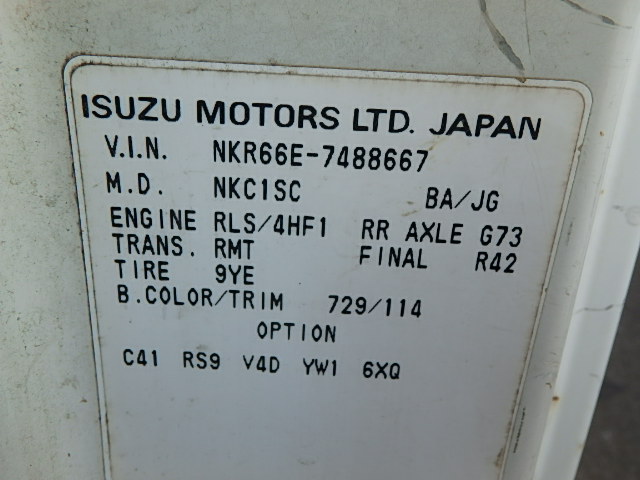 ISUZU MOTORS LTD. JAPAN
V.I.N. NKR66E-7488667
M.D. NKC1SC BA/JG
ENGINE RLS/4HF1 RR AXLE G73
TRANS. RMT FINAL R42
TIRE 9YE
B.COLOR/TRIM 729/114
OPTION
C41 RS9 V4D YW1 6XQ